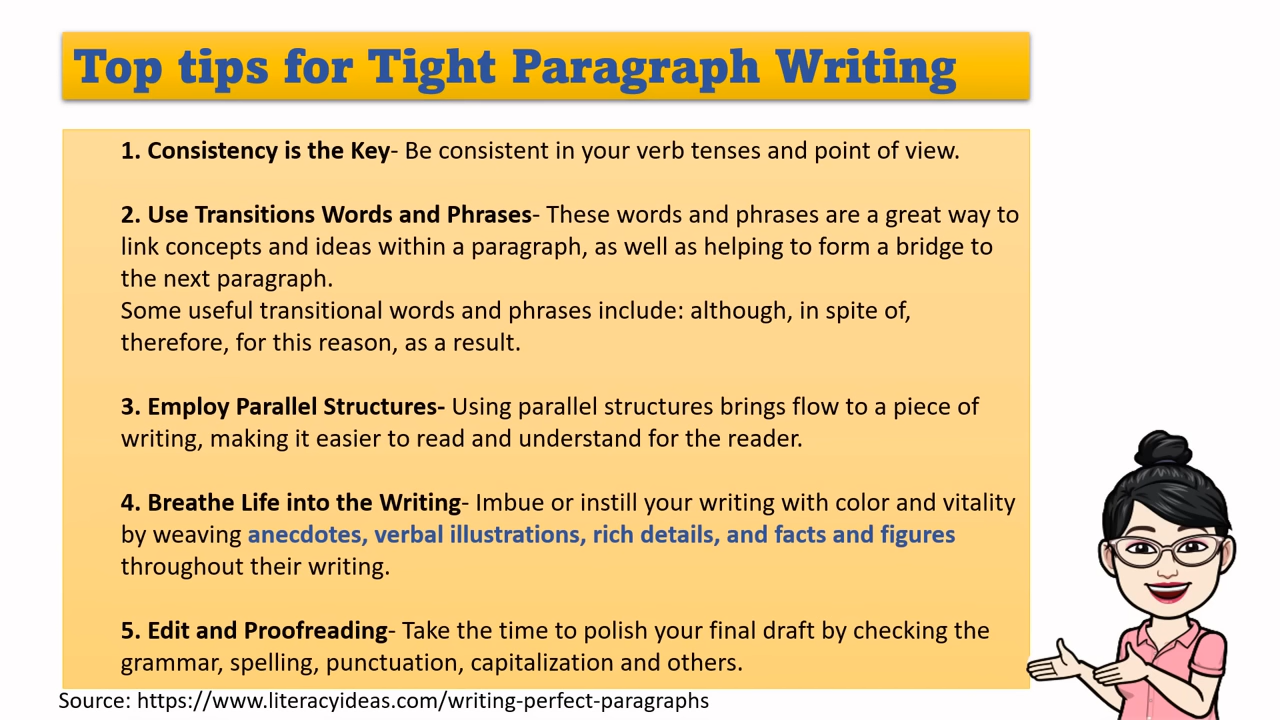 Top tips for Tight Paragraph Writing
1. Consistency is the Key- Be consistent in your verb tenses and point of view.
2. Use Transitions Words and Phrases- These words and phrases are a great way to
link concepts and ideas within a paragraph, as well as helping to form a bridge to
the next paragraph.
Some useful transitional words and phrases include: although, in spite of,
therefore, for this reason, as a result.
3. Employ Parallel Structures- Using parallel structures brings flow to a piece of
writing, making it easier to read and understand for the reader.
4. Breathe Life into the Writing- Imbue or instill your writing with color and vitality
by weaving anecdotes, verbal illustrations, rich details, and facts and figures
throughout their writing.
5. Edit and Proofreading- Take the time to polish your final draft by checking the
grammar, spelling, punctuation, capitalization and others.
Source: https://www.literacyideas.com/writing-perfect-paragraphs